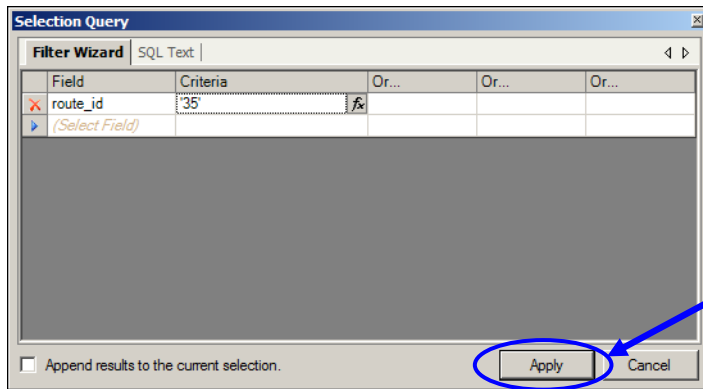 Selection Query
Filter Wizard SQL Text
Field Criteria Or... Or... Or...
route_id '35' fx
(Select Field)
Append results to the current selection. Apply Cancel